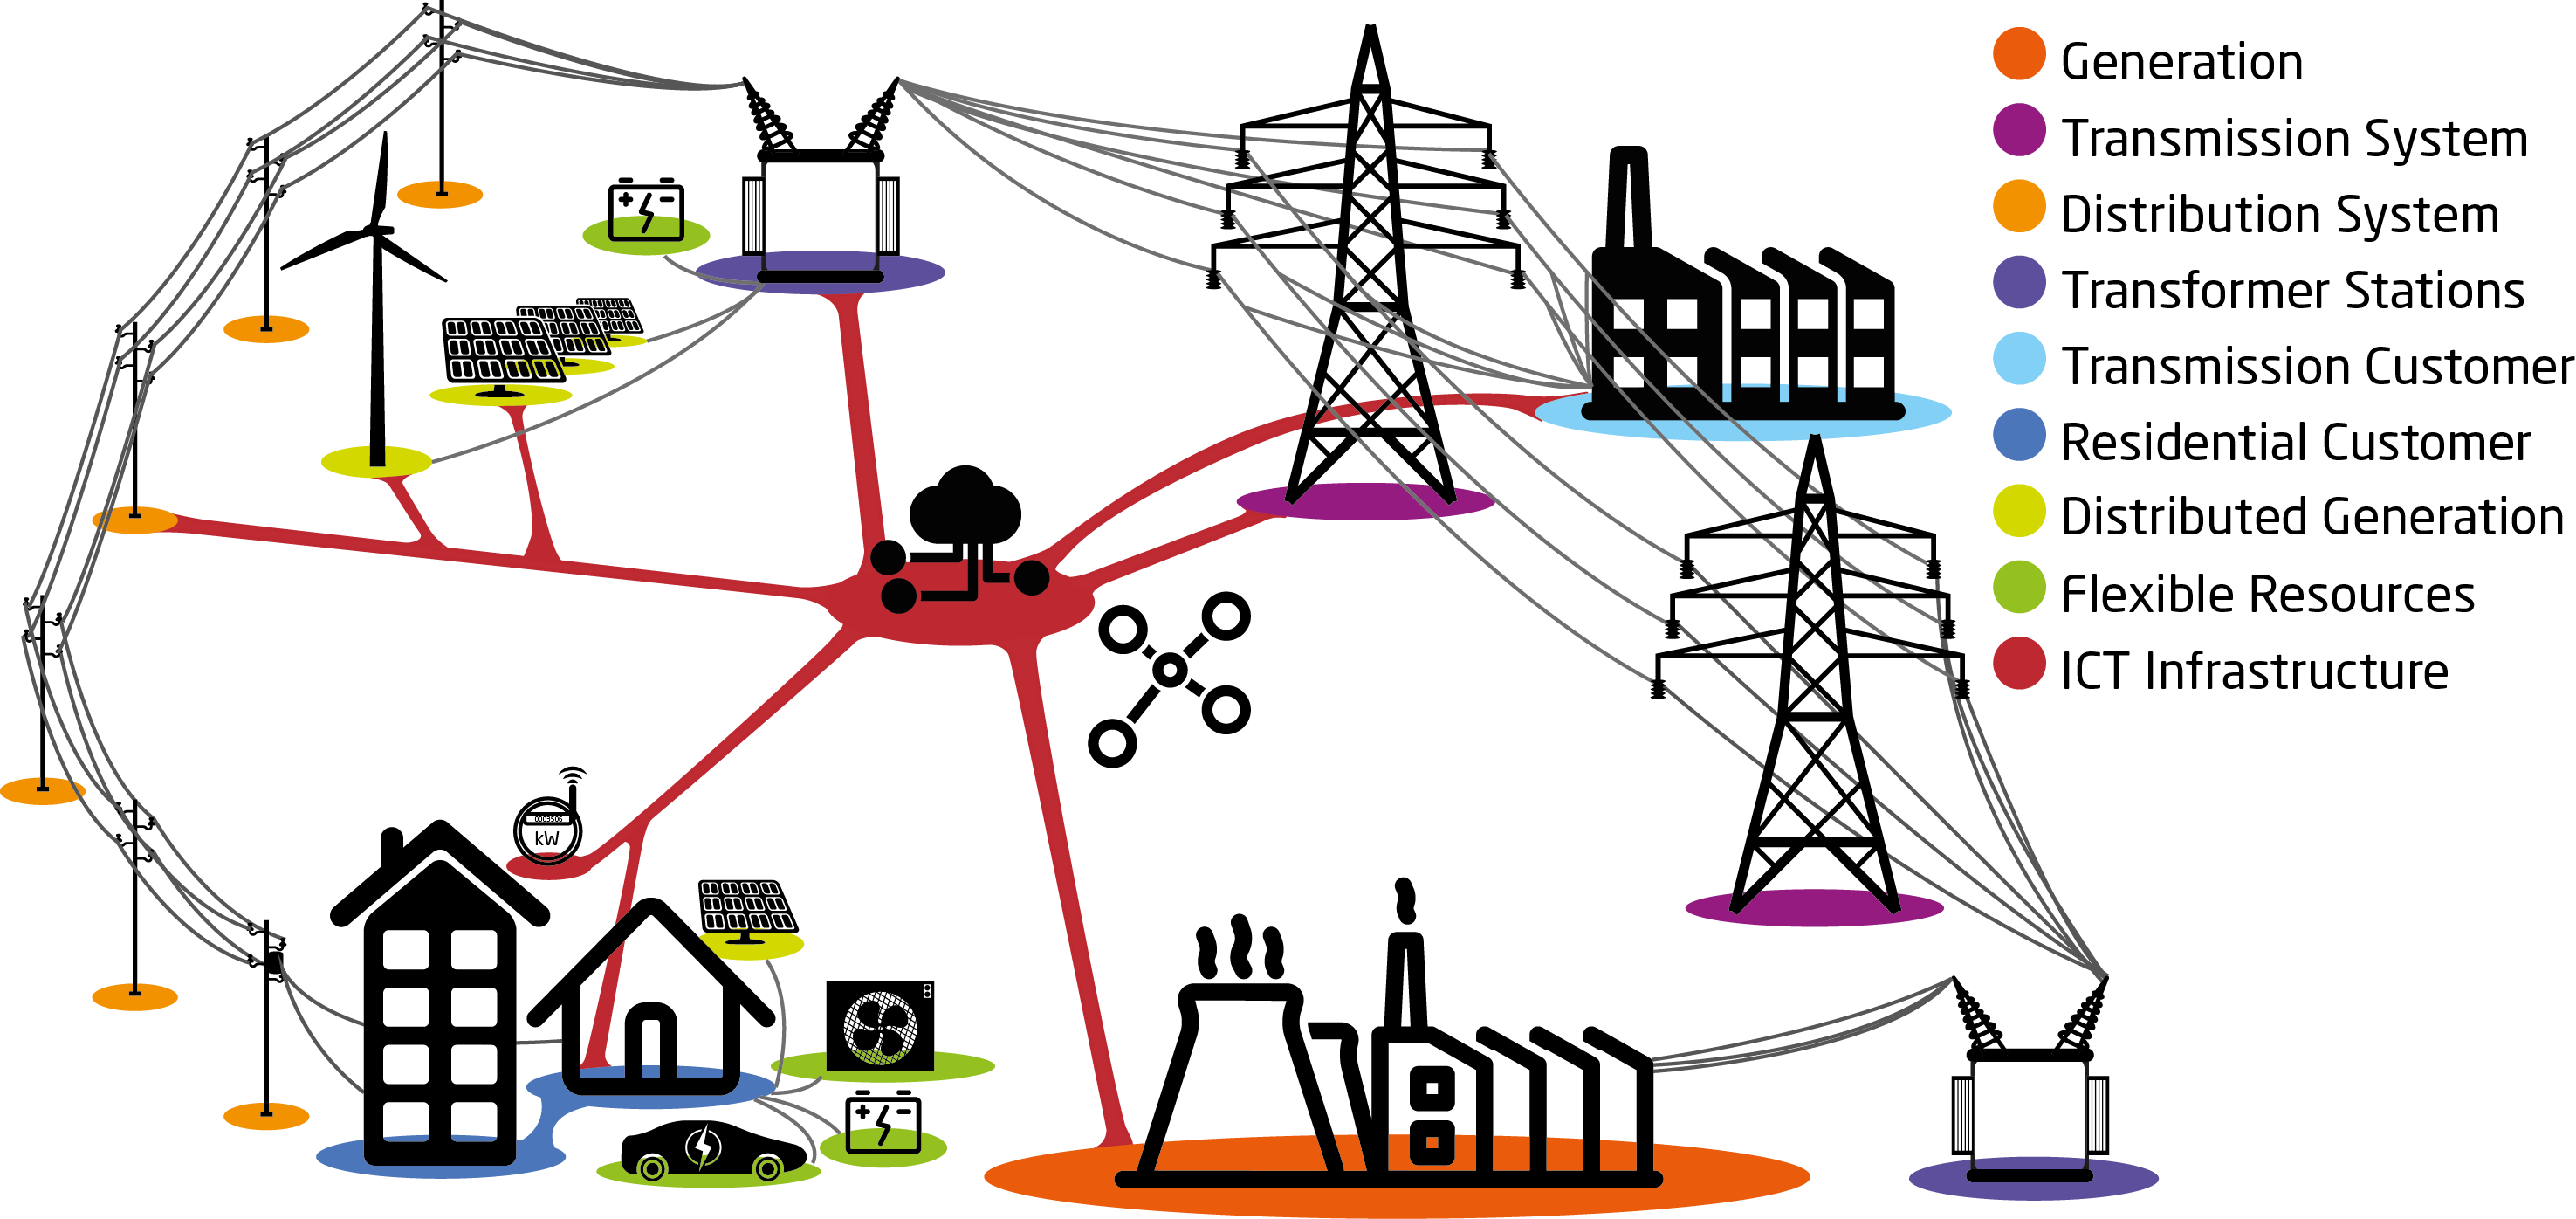 Generation
Transmission System
Distribution System
Transformer Stations
Transmission Customer
Residential Customer
Distributed Generation
Flexible Resources
ICT Infrastructure
kW